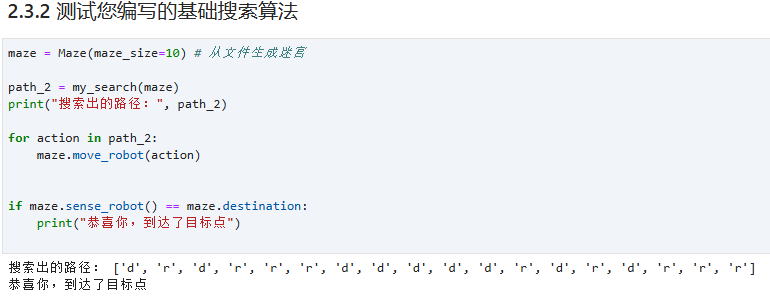 2.3.2 测试您编写的基础搜索算法
maze = Maze(maze_size=10) # 从文件生成迷宫
path_2 = my_search(maze)
print("搜索出的路径：", path_2)
for action in path_2:
    maze.move_robot(action)
if maze.sense_robot() == maze.destination:
    print("恭喜你，到达了目标点")
搜索出的路径： ['d', 'r', 'd', 'r', 'r', 'r', 'd', 'd', 'd', 'd', 'd', 'r', 'd', 'r', 'd', 'r', 'r', 'r']
恭喜你，到达了目标点